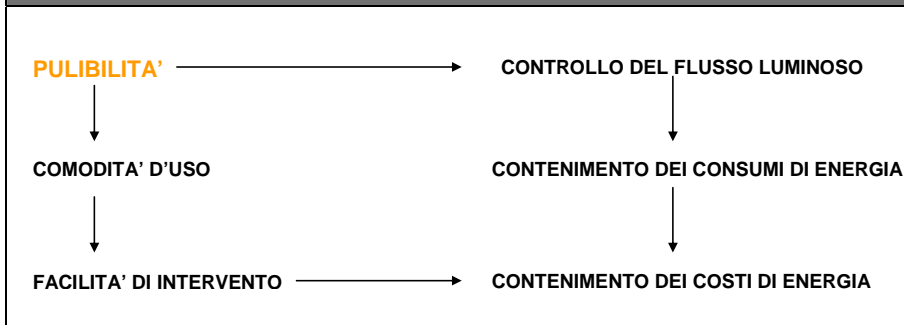 PULIBILITA’
CONTROLLO DEL FLUSSO LUMINOSO
COMODITA’ D’USO
CONTENIMENTO DEI CONSUMI DI ENERGIA
FACILITA’ DI INTERVENTO
CONTENIMENTO DEI COSTI DI ENERGIA